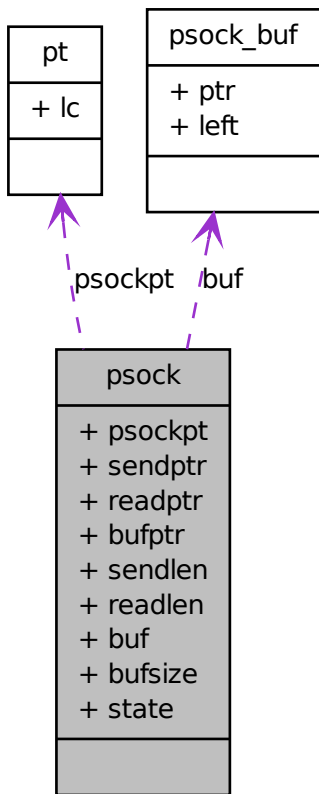 pt
+ lc
psock_buf
+ ptr
+ left
psockpt
buf
psock
+ psockpt
+ sendptr
+ readptr
+ bufptr
+ sendlen
+ readlen
+ buf
+ bufsize
+ state